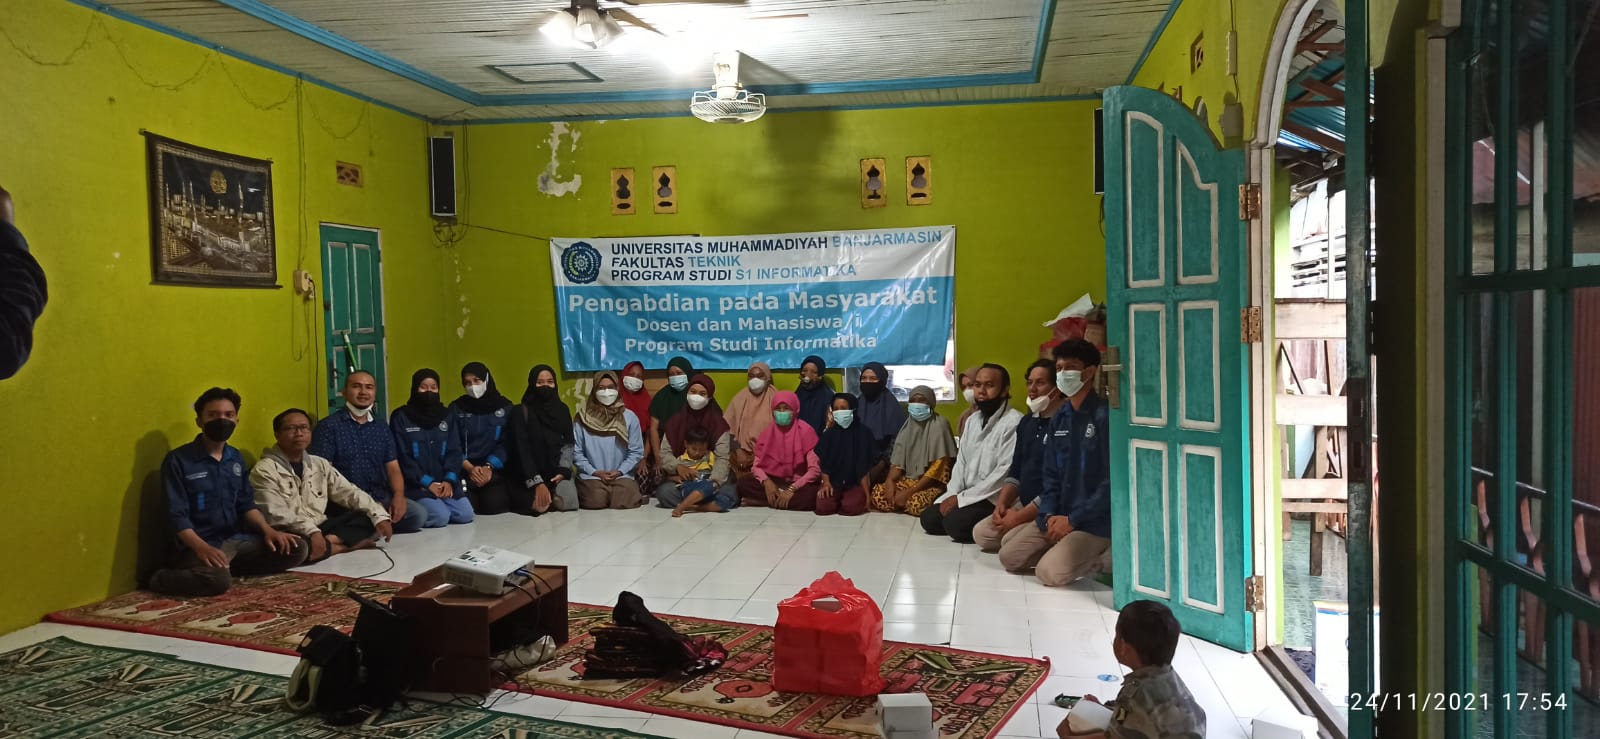 UNIVERSITAS MUHAMMADIYAH BANJARMASIN
FAKULTAS TEKNIK
PROGRAM STUDI S1 INFORMATIKA
Pengabdian pada Masyarakat
Dosen dan Mahasiswa/i
Program Studi Informatika
24/11/2021 17:54